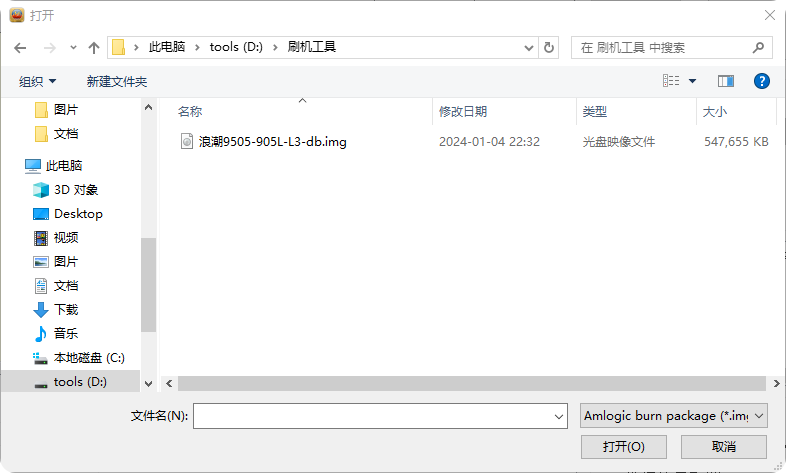 打开
此电脑 > tools (D:) > 刷机工具
在 刷机工具 中搜索
组织 新建文件夹
图片
文档
此电脑
3D 对象
Desktop
视频
图片
文档
下载
音乐
本地磁盘 (C:)
tools (D:)
名称 修改日期 类型 大小
浪潮9505-905L-L3-db.img 2024-01-04 22:32 光盘映像文件 547,655 KB
文件名(N): Amlogic burn package (*.img
打开(O) 取消